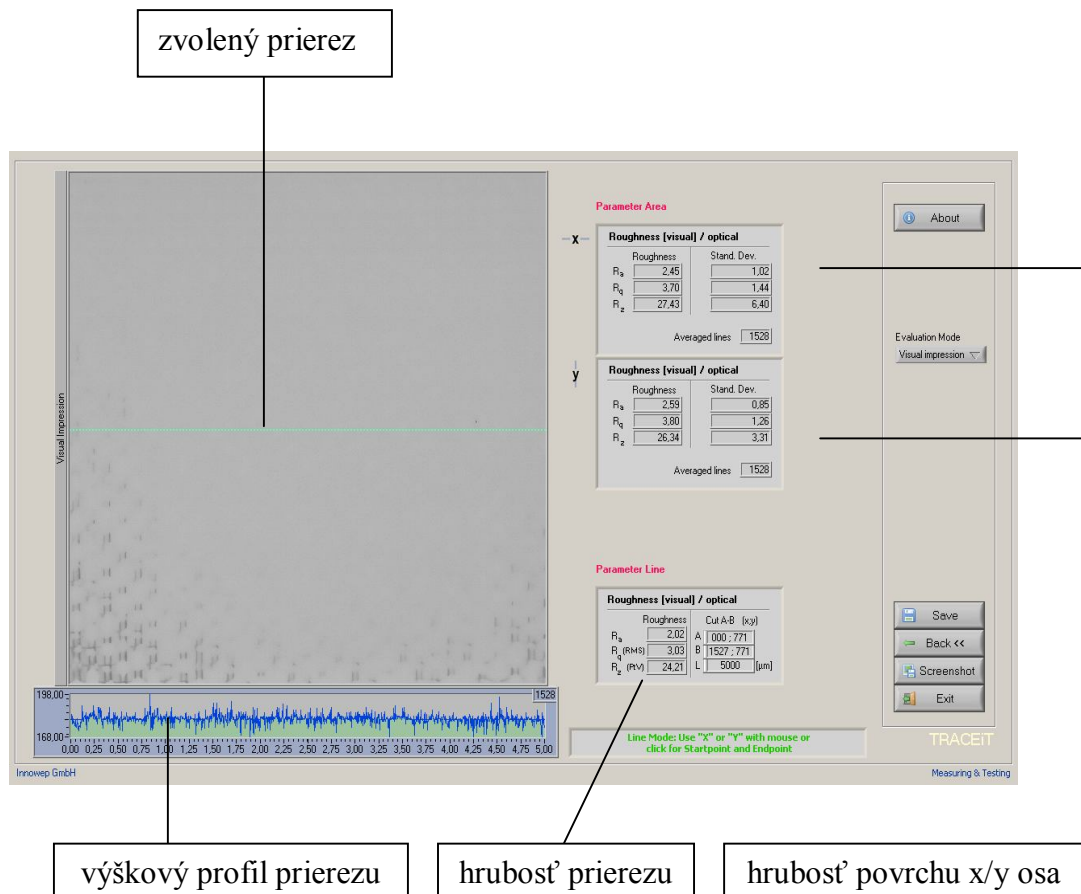 zvolený prierez
Visual Impression
Parameter Area
x
Roughness [visual] / optical
Roughness Stand. Dev.
Ra 2,45 1,02
Rq 3,70 1,44
Rz 27,43 6,40
Averaged lines 1528
y
Roughness [visual] / optical
Roughness Stand. Dev.
Ra 2,59 0,85
Rq 3,80 1,26
Rz 26,34 3,31
Averaged lines 1528
Parameter Line
Roughness [visual] / optical
Roughness Cut A-B (x,y)
Ra 2,02 A 000 ; 771
Rq (RMS) 3,03 B 1527 ; 771
Rz (PtV) 24,21 L 5000 [µm]
About
Evaluation Mode
Visual impression
Save
Back <<
Screenshot
Exit
198,00
1528
168,00
0,00 0,25 0,50 0,75 1,00 1,25 1,50 1,75 2,00 2,25 2,50 2,75 3,00 3,25 3,50 3,75 4,00 4,25 4,50 4,75 5,00
Line Mode: Use "X" or "Y" with mouse or
click for Startpoint and Endpoint
TRACEiT
Innowep GmbH
Measuring & Testing
výškový profil prierezu
hrubosť prierezu
hrubosť povrchu x/y osa